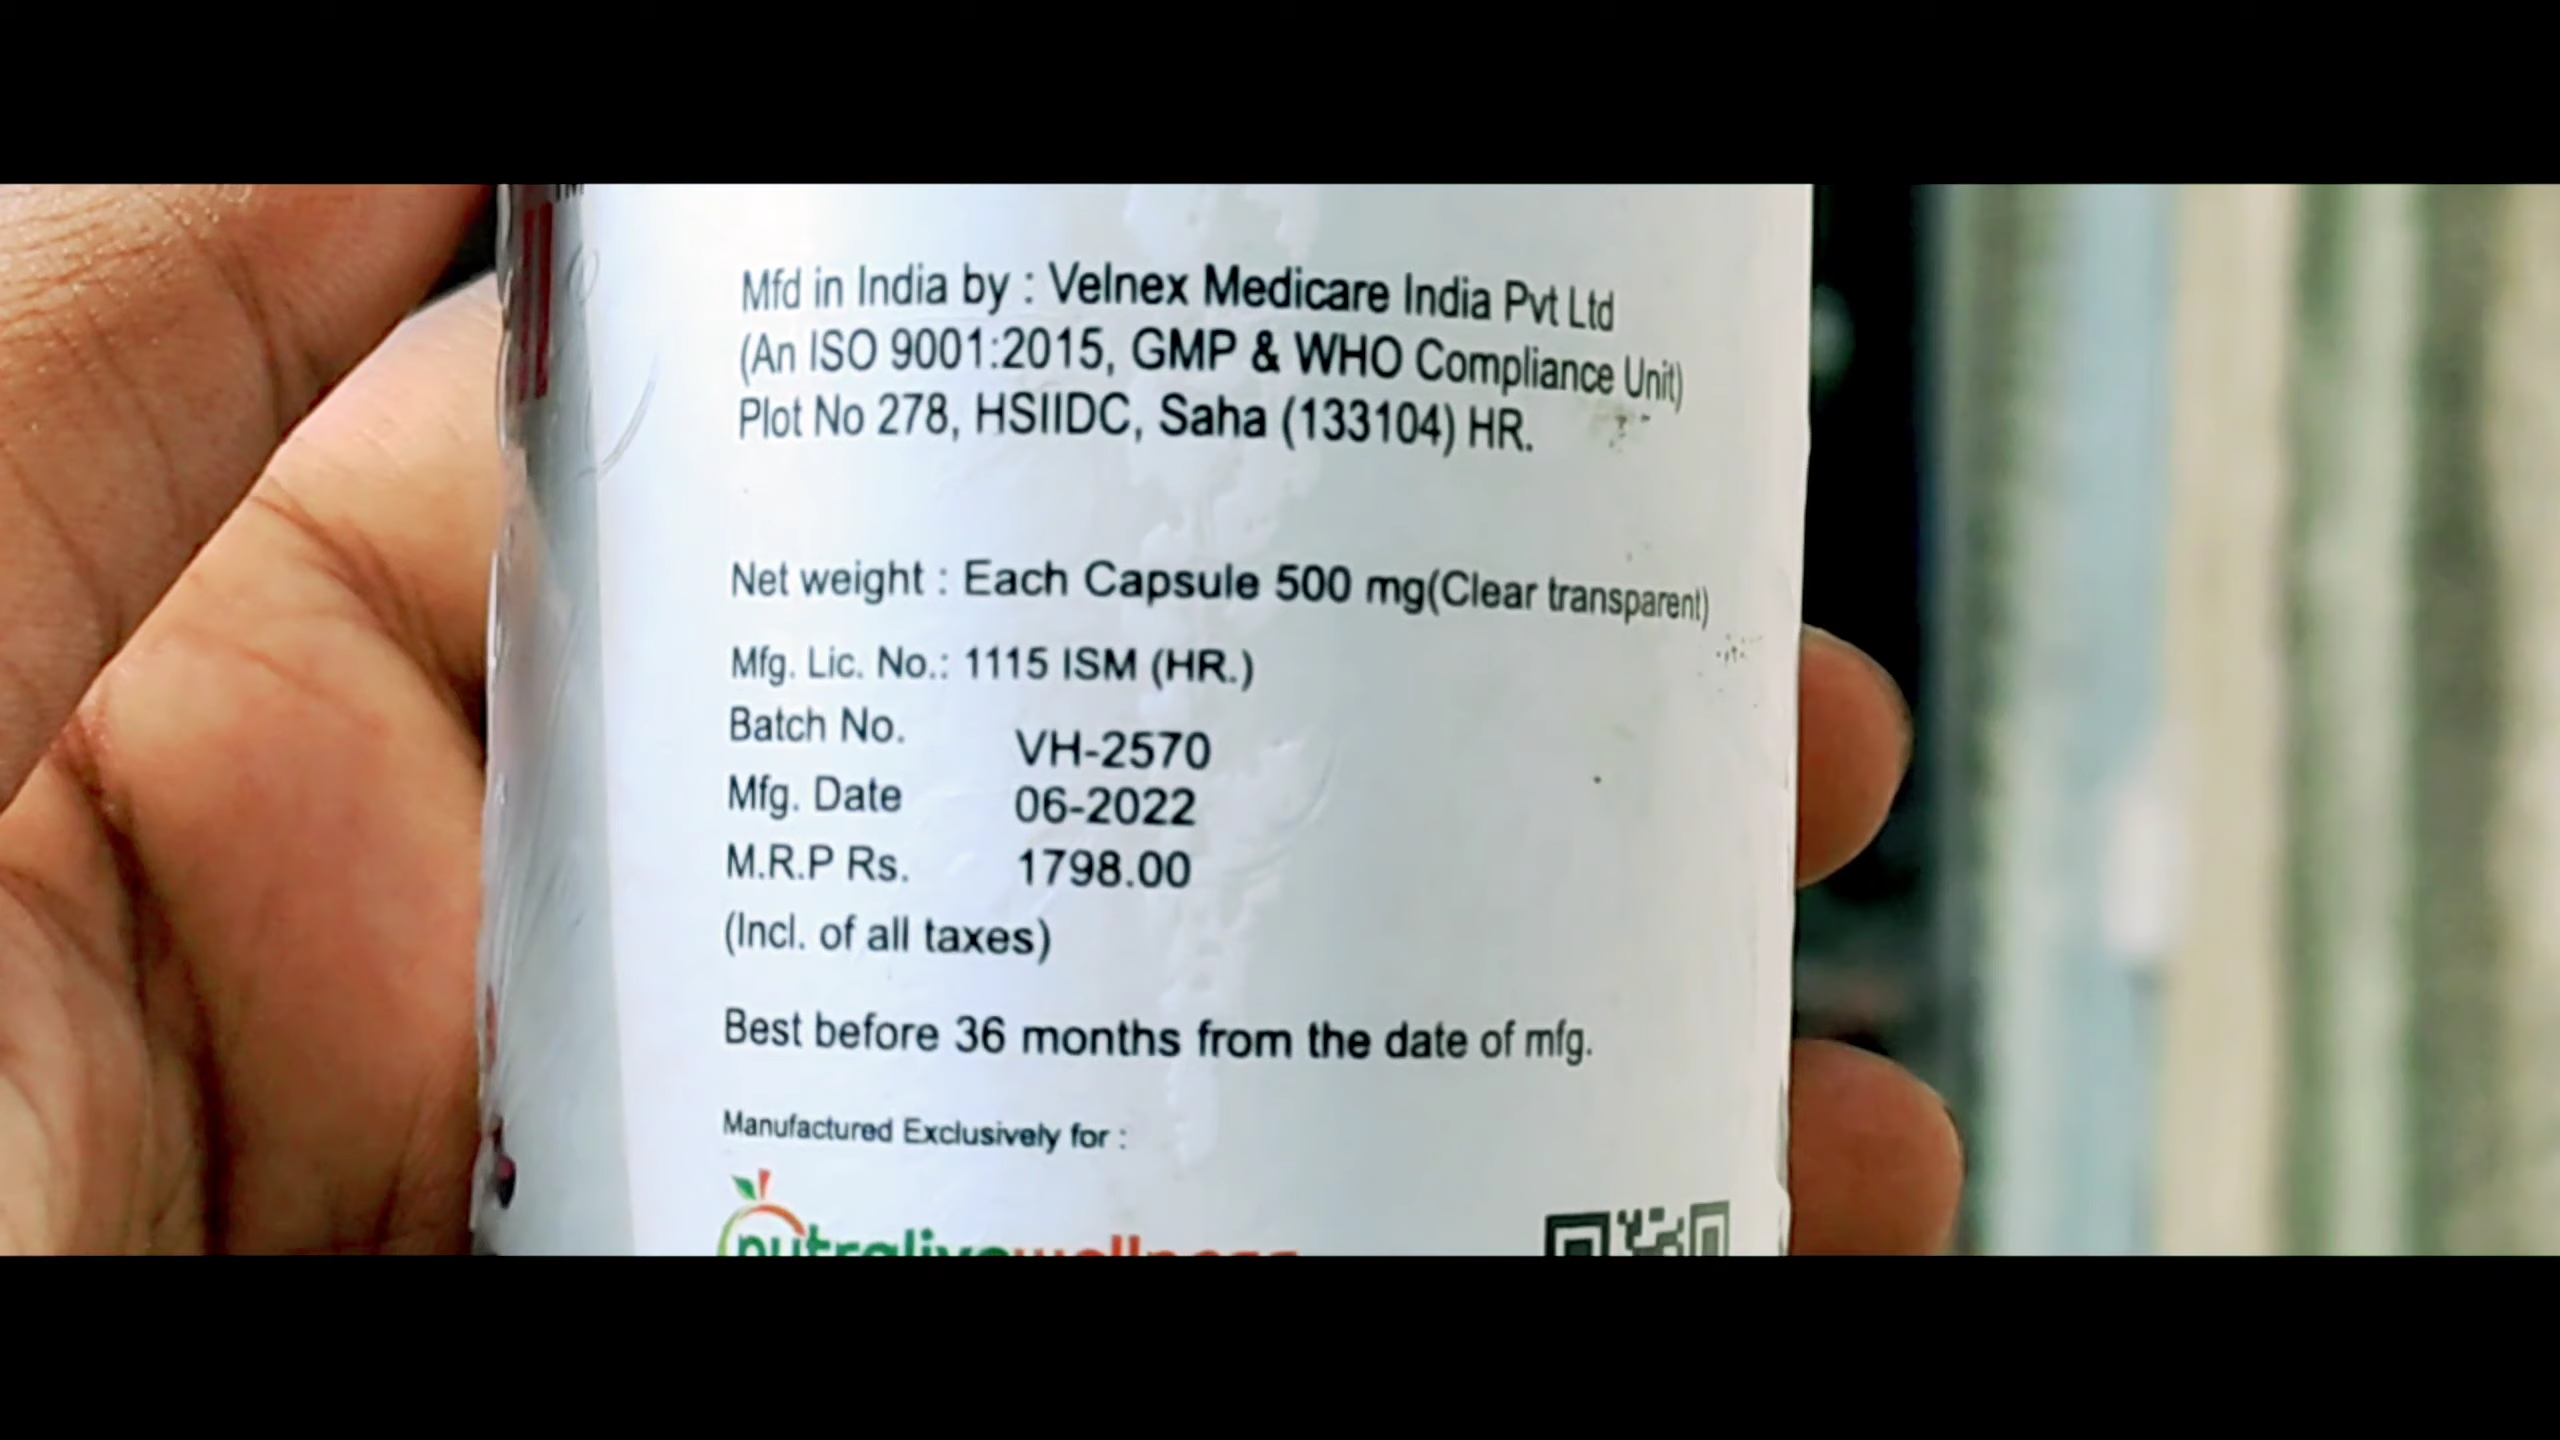 TM
Mfd in India by : Velnex Medicare India Pvt Ltd
(An ISO 9001:2015, GMP & WHO Compliance Unit)
Plot No 278, HSIIDC, Saha (133104) HR.
Net weight : Each Capsule 500 mg(Clear transparent)
Mfg. Lic. No.: 1115 ISM (HR.)
Batch No. VH-2570
Mfg. Date 06-2022
M.R.P Rs. 1798.00
(Incl. of all taxes)
Best before 36 months from the date of mfg.
Manufactured Exclusively for :
nutralivewellness